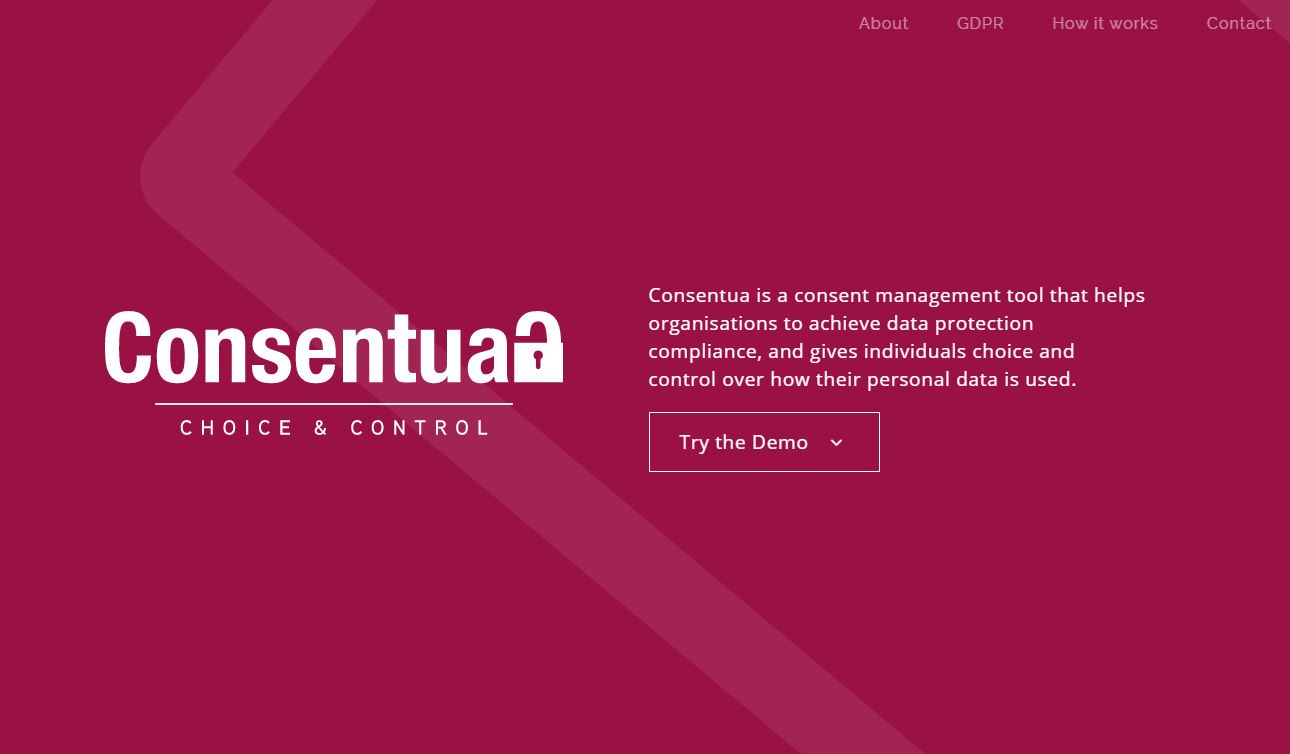 About GDPR How it works Contact
Consentua
CHOICE & CONTROL
Consentua is a consent management tool that helps
organisations to achieve data protection
compliance, and gives individuals choice and
control over how their personal data is used.
Try the Demo